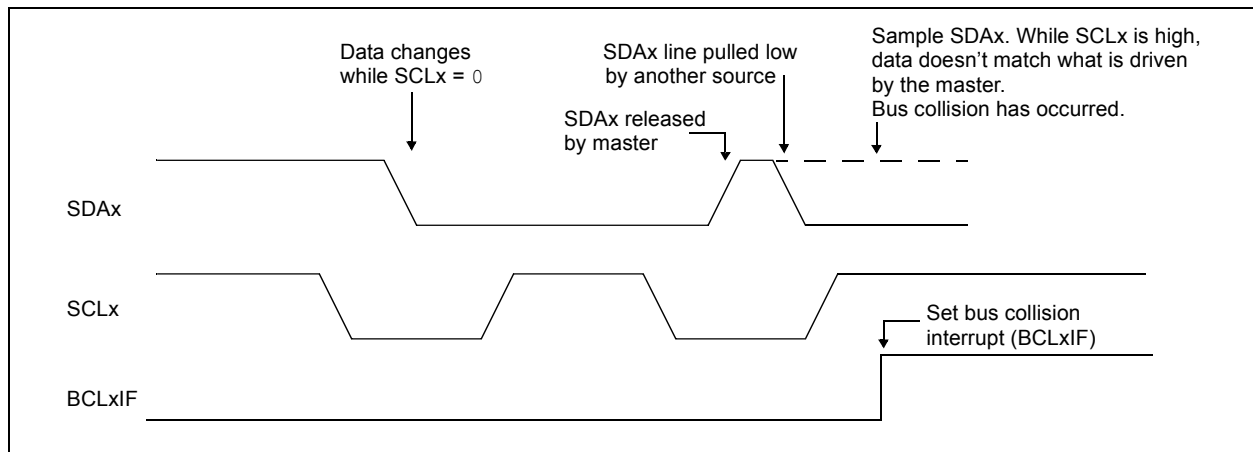 Data changes
while SCLx = 0
SDAx line pulled low
by another source
Sample SDAx. While SCLx is high,
data doesn’t match what is driven
by the master.
Bus collision has occurred.
SDAx released
by master
SDAx
SCLx
Set bus collision
interrupt (BCLxIF)
BCLxIF